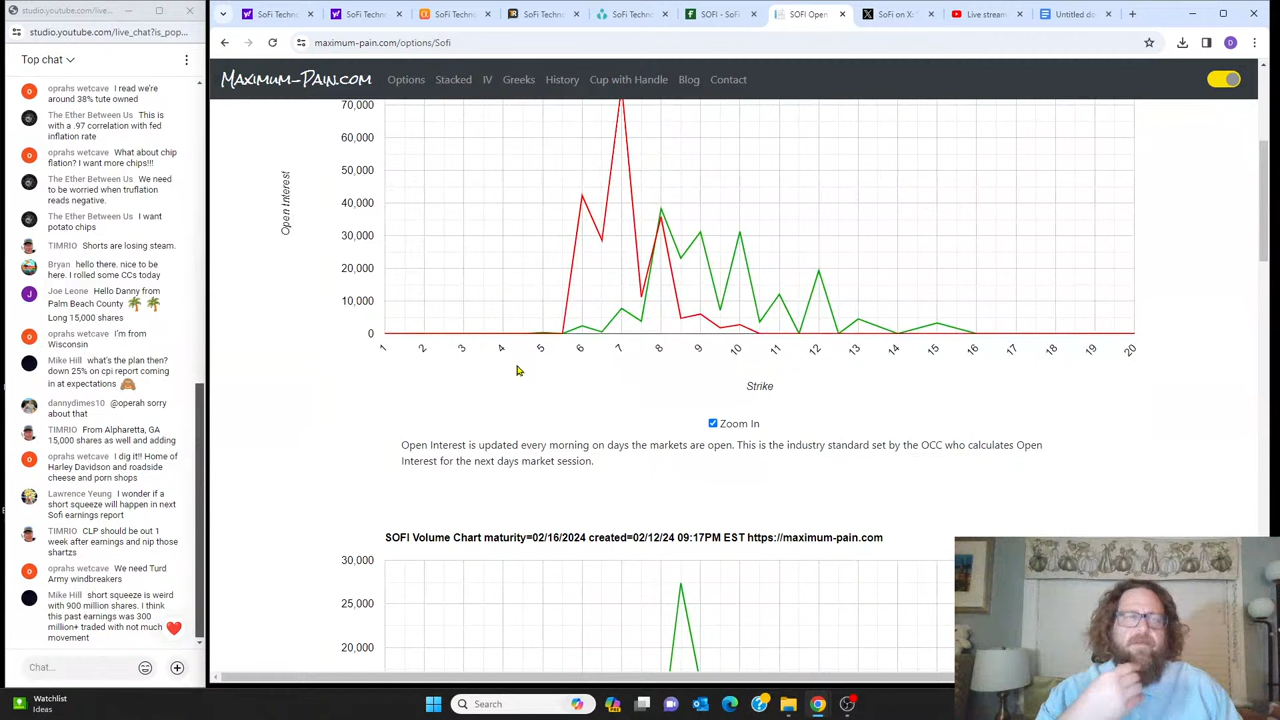 studio.youtube.com/live_chat?is_pop...
Top chat
oprahs wetcave I read we're
around 38% tute owned
The Ether Between Us This is
with a .97 correlation with fed
inflation rate
oprahs wetcave What about chip
flation? I want more chips!!!
The Ether Between Us We need
to be worried when truflation
reads negative.
The Ether Between Us I want
potato chips
TIMRIO Shorts are losing steam.
Bryan hello there. nice to be
here. I rolled some CCs today
Joe Leone Hello Danny from
Palm Beach County
Long 15,000 shares
oprahs wetcave I'm from
Wisconsin
Mike Hill what's the plan then?
down 25% on cpi report coming
in at expectations
dannydimes10 @operah sorry
about that
TIMRIO From Alpharetta, GA
15,000 shares as well and adding
oprahs wetcave I dig it!! Home of
Harley Davidson and roadside
cheese and porn shops
Lawrence Yeung I wonder if a
short squeeze will happen in next
Sofi earnings report
TIMRIO CLP should be out 1
week after earnings and nip those
shartzs
oprahs wetcave We need Turd
Army windbreakers
Mike Hill short squeeze is weird
with 900 million shares. I think
this past earnings was 300
million+ traded with not much
movement
Chat...
SoFi Techno
SoFi Techno
SoFi Techno
SoFi Techno
SoFi Techno
SOFI - SoFi
SOFI Open
SoFi on X:
Live stream
Untitled do
maximum-pain.com/options/Sofi
D
MAXIMUM-PAIN.COM
Options Stacked IV Greeks History Cup with Handle Blog Contact
70,000
60,000
50,000
40,000
30,000
20,000
10,000
0
Open Interest
1 2 3 4 5 6 7 8 9 10 11 12 13 14 15 16 17 18 19 20
Strike
Zoom In
Open Interest is updated every morning on days the markets are open. This is the industry standard set by the OCC who calculates Open
Interest for the next days market session.
SOFI Volume Chart maturity=02/16/2024 created=02/12/24 09:17PM EST https://maximum-pain.com
30,000
25,000
20,000
Watchlist
Ideas
Search